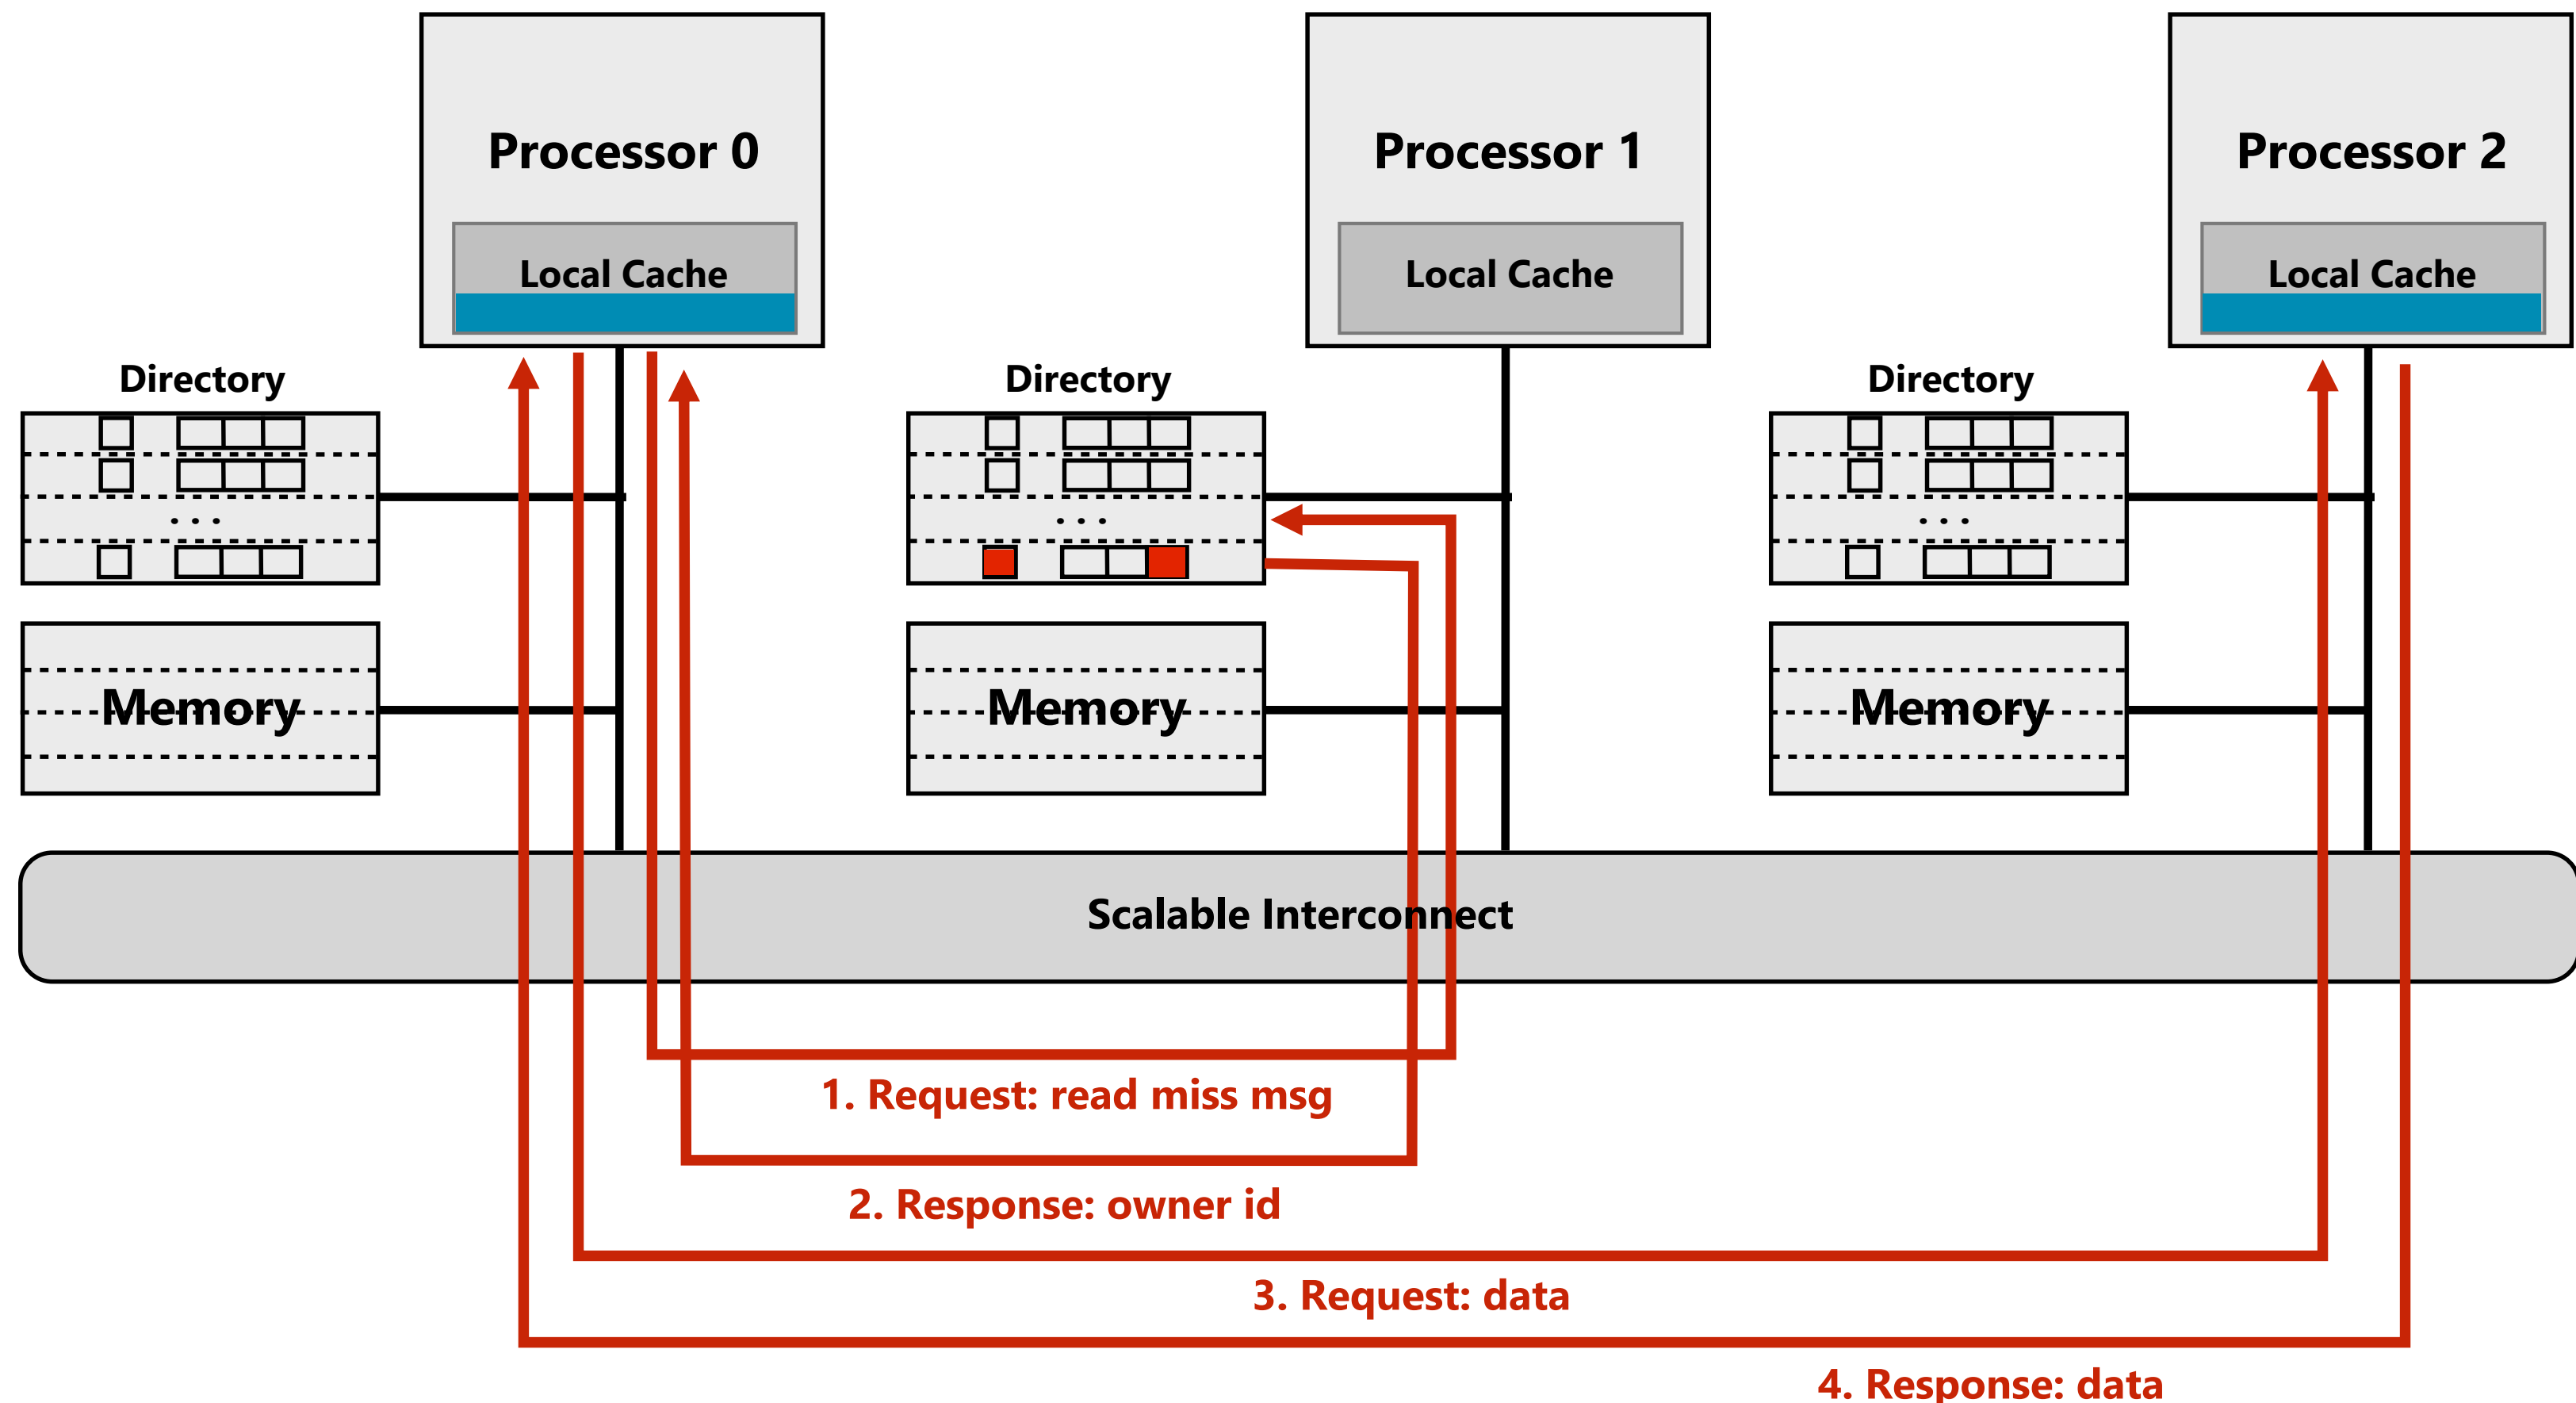 Processor 0
Processor 1
Processor 2
Local Cache
Local Cache
Local Cache
Directory
Directory
Directory
. . .
. . .
. . .
Memory
Memory
Memory
Scalable Interconnect
1. Request: read miss msg
2. Response: owner id
3. Request: data
4. Response: data